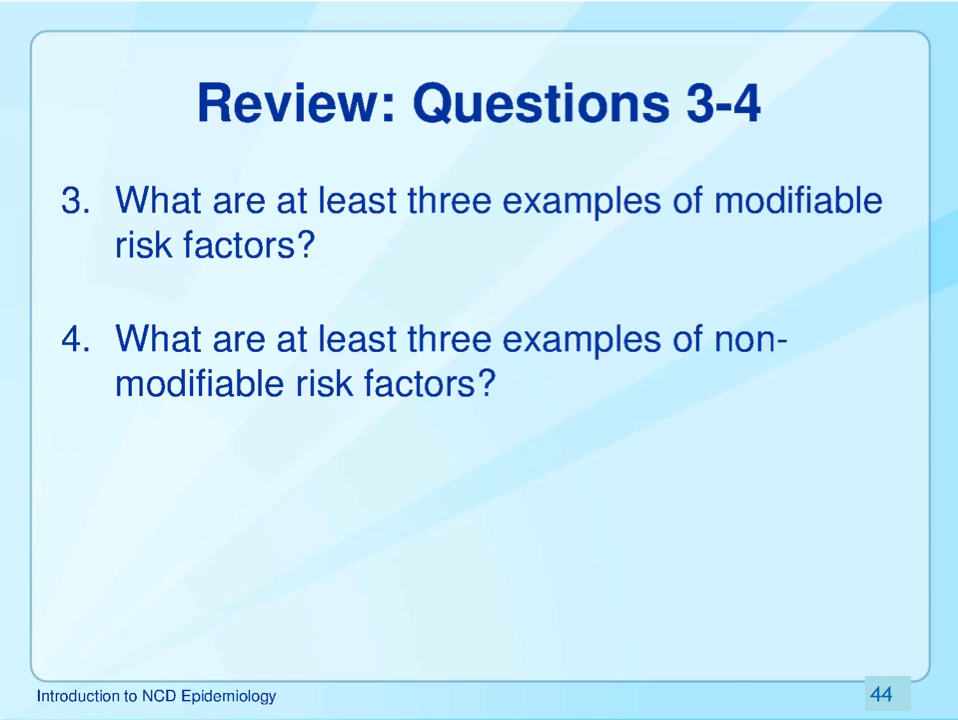 Review: Questions 3-4
3. What are at least three examples of modifiable
risk factors?
4. What are at least three examples of non-
modifiable risk factors?
Introduction to NCD Epidemiology
44